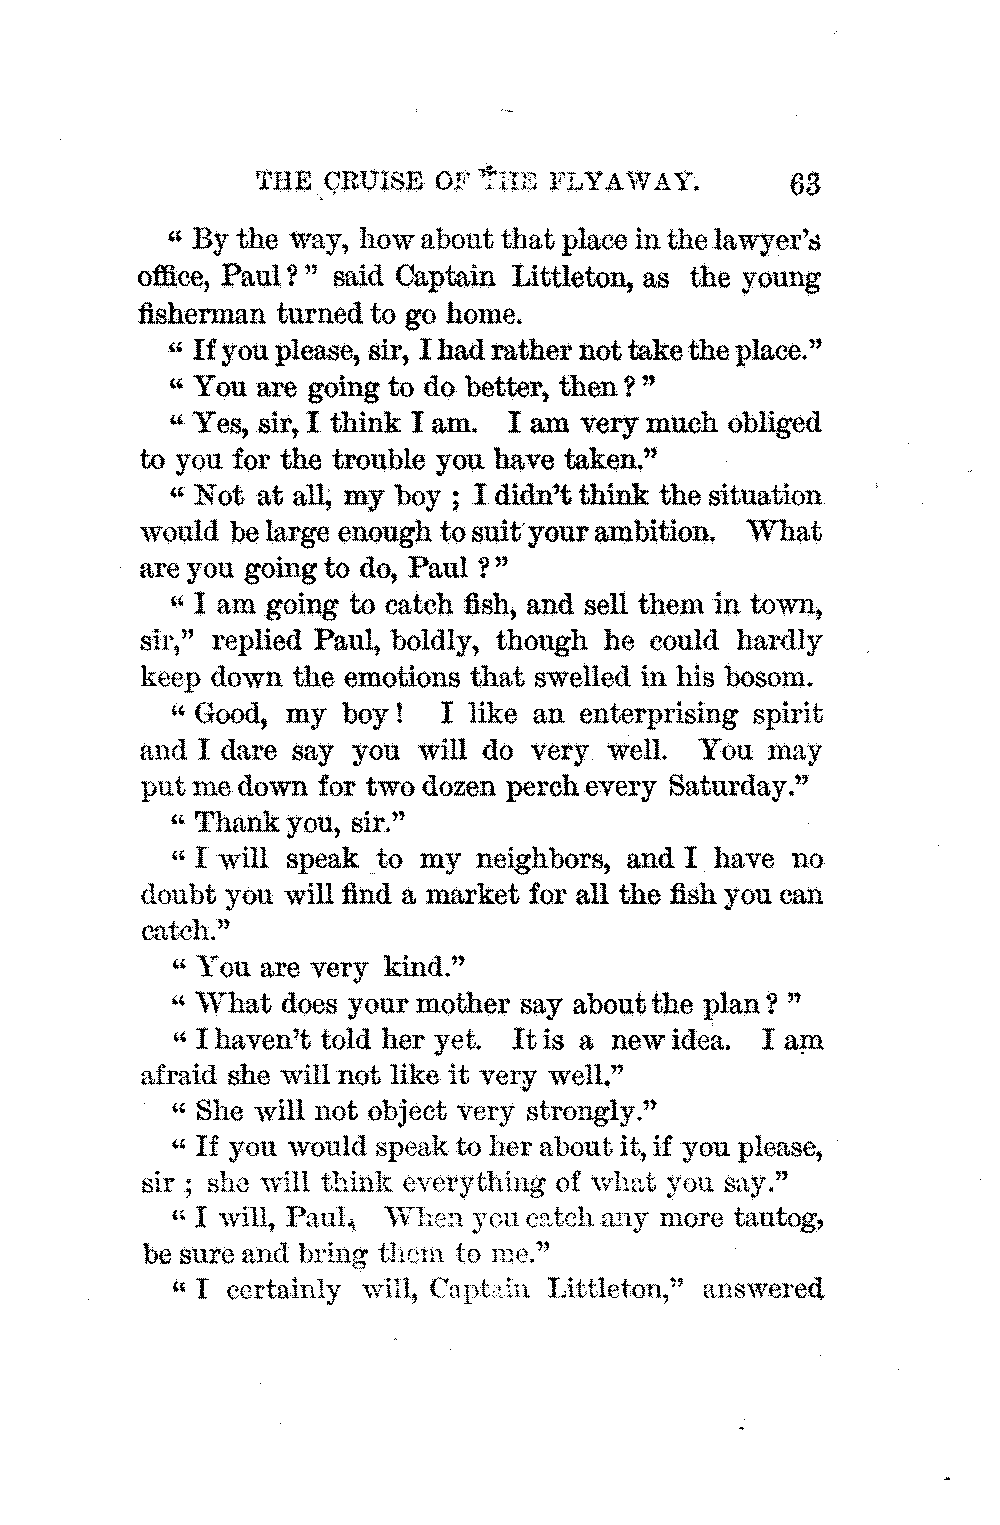 THE CRUISE OF THE FLYAWAY. 63
“ By the way, how about that place in the lawyer’s
office, Paul ? ” said Captain Littleton, as the young
fisherman turned to go home.
“ If you please, sir, I had rather not take the place.”
“ You are going to do better, then ? ”
“ Yes, sir, I think I am. I am very much obliged
to you for the trouble you have taken.”
“ Not at all, my boy ; I didn’t think the situation
would be large enough to suit your ambition. What
are you going to do, Paul ? ”
“ I am going to catch fish, and sell them in town,
sir,” replied Paul, boldly, though he could hardly
keep down the emotions that swelled in his bosom.
“ Good, my boy ! I like an enterprising spirit
and I dare say you will do very well. You may
put me down for two dozen perch every Saturday.”
“ Thank you, sir.”
“ I will speak to my neighbors, and I have no
doubt you will find a market for all the fish you can
catch.”
“ You are very kind.”
“ What does your mother say about the plan ? ”
“ I haven’t told her yet. It is a new idea. I am
afraid she will not like it very well.”
“ She will not object very strongly.”
“ If you would speak to her about it, if you please,
sir ; she will think everything of what you say.”
“ I will, Paul. When you catch any more tautog,
be sure and bring them to me.”
“ I certainly will, Captain Littleton,” answered